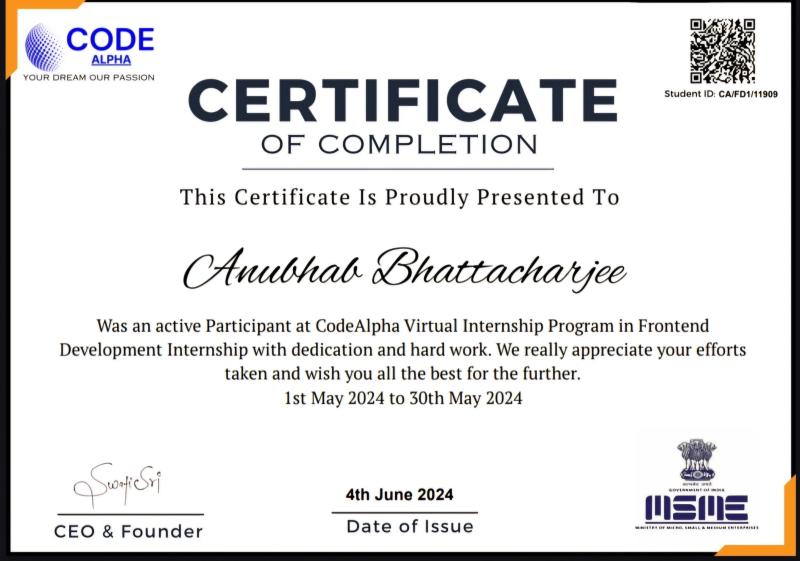 CODE
ALPHA
YOUR DREAM OUR PASSION
Student ID: CA/FD1/11909
CERTIFICATE
OF COMPLETION
This Certificate Is Proudly Presented To
Anubhab Bhattacharjee
Was an active Participant at CodeAlpha Virtual Internship Program in Frontend
Development Internship with dedication and hard work. We really appreciate your efforts
taken and wish you all the best for the further.
1st May 2024 to 30th May 2024
CEO & Founder
4th June 2024
Date of Issue
सत्यमेव जयते
GOVERNMENT OF INDIA
MSME
MINISTRY OF MICRO, SMALL & MEDIUM ENTERPRISES